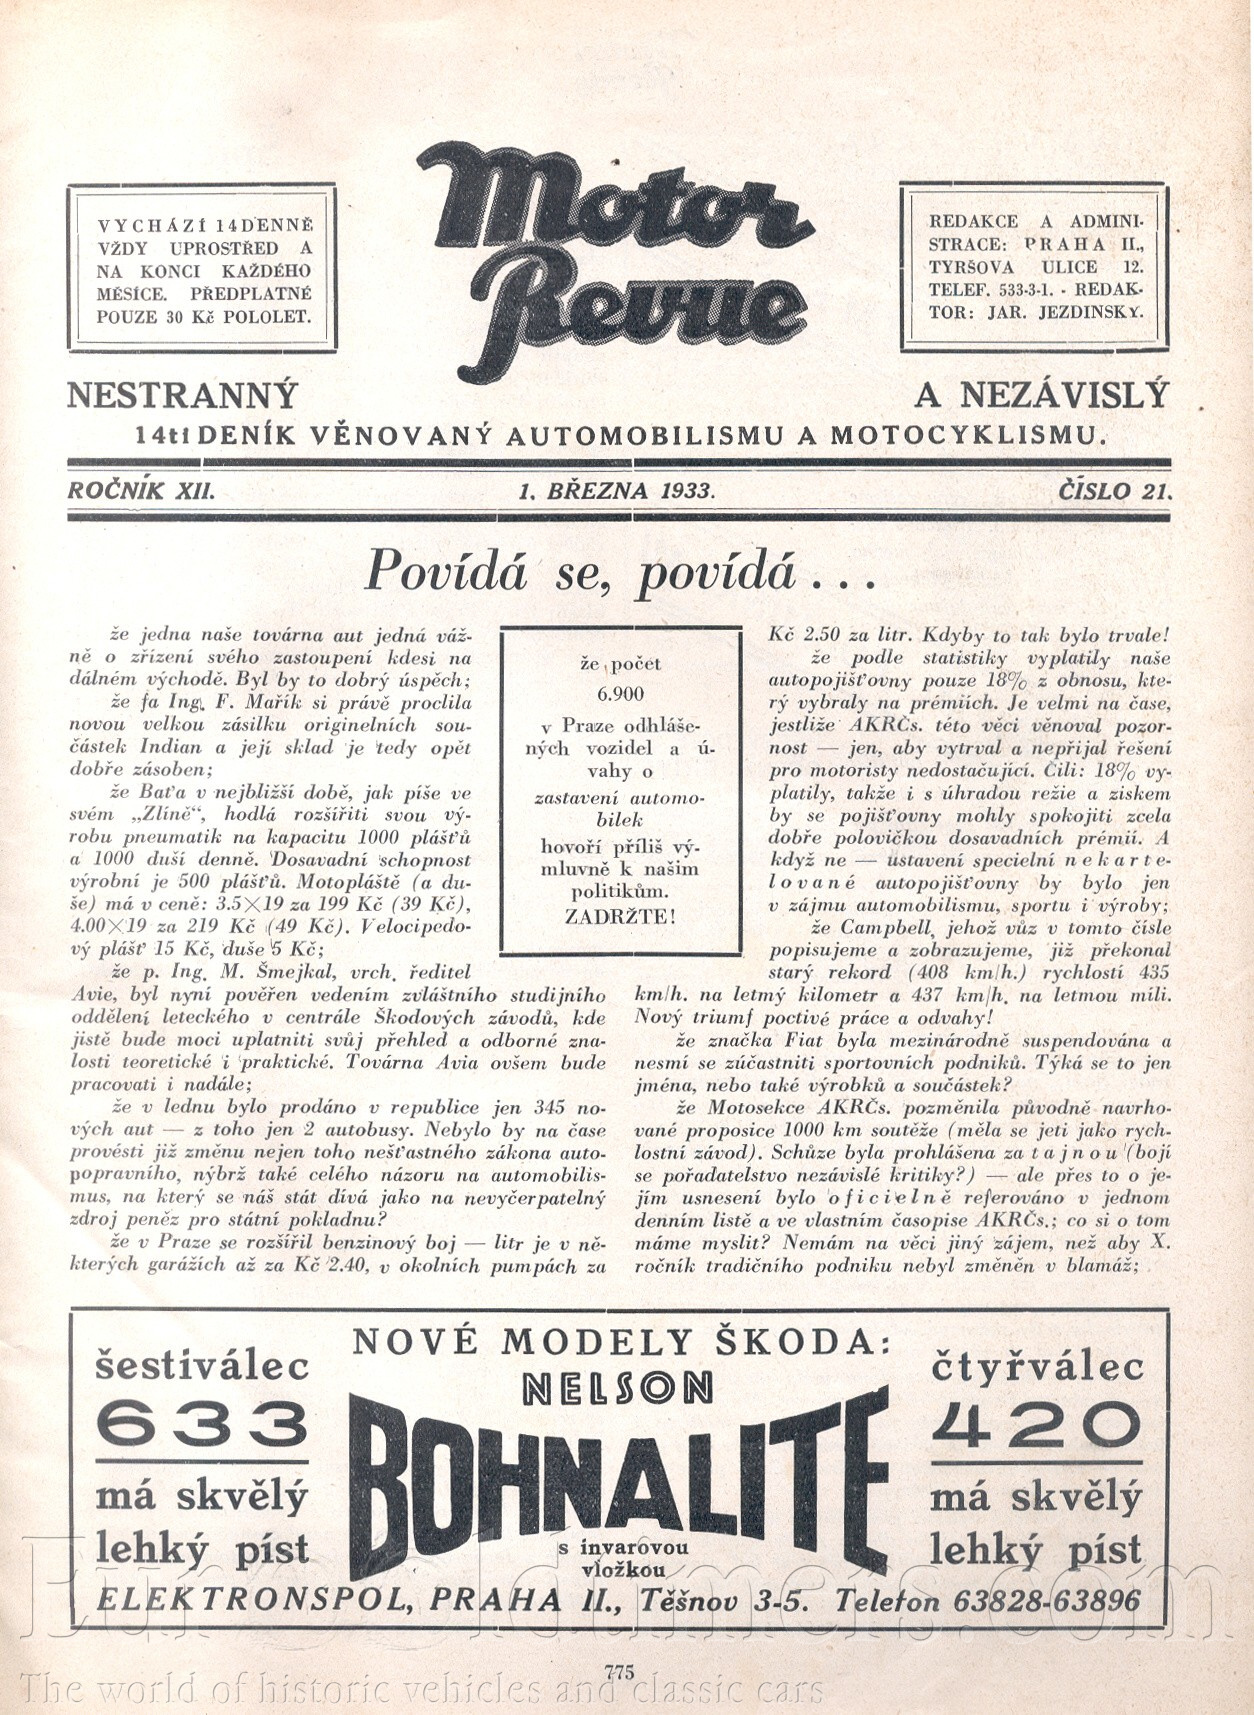 Motor
Revue
VYCHÁZÍ 14DENNĚ
VŽDY UPROSTŘED A
NA KONCI KAŽDÉHO
MĚSÍCE. PŘEDPLATNÉ
POUZE 30 Kč POLOLET.
REDAKCE A ADMINI-
STRACE: PRAHA II.,
TYRŠOVA ULICE 12.
TELEF. 533-3-1. - REDAK-
TOR: JAR. JEZDINSKY.
NESTRANNÝ A NEZÁVISLÝ
14ti DENÍK VĚNOVANÝ AUTOMOBILISMU A MOTOCYKLISMU.
ROČNÍK XII. 1. BŘEZNA 1933. ČÍSLO 21.
Povídá se, povídá...
že jedna naše továrna aut jedná váž-
ně o zřízení svého zastoupení kdesi na
dálném východě. Byl by to dobrý úspěch;
že fa Ing. F. Mařík si právě proclila
novou velkou zásilku originelních sou-
částek Indian a její sklad je tedy opět
dobře zásoben;
že Baťa v nejbližší době, jak píše ve
svém „Zlíně“, hodlá rozšířiti svou vý-
robu pneumatik na kapacitu 1000 plášťů
a 1000 duší denně. Dosavadní schopnost
výrobní je 500 plášťů. Motopláště (a du-
še) má v ceně: 3.5×19 za 199 Kč (39 Kč),
4.00×19 za 219 Kč (49 Kč). Velocipedo-
vý plášť 15 Kč, duše 5 Kč;
že p. Ing. M. Šmejkal, vrch. ředitel
Avie, byl nyní pověřen vedením zvláštního studijního
oddělení leteckého v centrále Škodových závodů, kde
jistě bude moci uplatniti svůj přehled a odborné zna-
losti teoretické i praktické. Továrna Avia ovšem bude
pracovati i nadále;
že v lednu bylo prodáno v republice jen 345 no-
vých aut — z toho jen 2 autobusy. Nebylo by na čase
provésti již změnu nejen toho nešťastného zákona auto-
popravního, nýbrž také celého názoru na automobilis-
mus, na který se náš stát dívá jako na nevyčerpatelný
zdroj peněz pro státní pokladnu?
že v Praze se rozšířil benzinový boj — litr je v ně-
kterých garážích až za Kč 2.40, v okolních pumpách za
že počet
6.900
v Praze odhláše-
ných vozidel a ú-
vahy o
zastavení automo-
bilek
hovoří příliš vý-
mluvně k našim
politikům.
ZADRŽTE!
Kč 2.50 za litr. Kdyby to tak bylo trvale!
že podle statistiky vyplatily naše
autopojišťovny pouze 18% z obnosu, kte-
rý vybraly na prémiích. Je velmi na čase,
jestliže AKRČs. této věci věnoval pozor-
nost — jen, aby vytrval a nepřijal řešení
pro motoristy nedostačující. Čili: 18% vy-
platily, takže i s úhradou režie a ziskem
by se pojišťovny mohly spokojiti zcela
dobře polovičkou dosavadních prémií. A
když ne — ustavení specielní nekarte-
lované autopojišťovny by bylo jen
v zájmu automobilismu, sportu i výroby;
že Campbell, jehož vůz v tomto čísle
popisujeme a zobrazujeme, již překonal
starý rekord (408 km/h.) rychlostí 435
km/h. na letmý kilometr a 437 km/h. na letmou míli.
Nový triumf poctivé práce a odvahy!
že značka Fiat byla mezinárodně suspendována a
nesmí se zúčastniti sportovních podniků. Týká se to jen
jména, nebo také výrobků a součástek?
že Motosekce AKRČs. pozměnila původně navrho-
vané proposice 1000 km soutěže (měla se jeti jako rych-
lostní závod). Schůze byla prohlášena za tajnou (bojí
se pořadatelstvo nezávislé kritiky?) — ale přes to o je-
jím usnesení bylo oficielně referováno v jednom
denním listě a ve vlastním časopise AKRČs.; co si o tom
máme myslit? Nemám na věci jiný zájem, než aby X.
ročník tradičního podniku nebyl změněn v blamáž;
NOVÉ MODELY ŠKODA:
šestiválec
633
má skvělý
lehký píst
NELSON
BOHNALITE
s invarovou
vložkou
čtyřválec
420
má skvělý
lehký píst
ELEKTRONSPOL, PRAHA II., Těšnov 3-5. Telefon 63828-63896
775
EuroOldtimers.com
The world of historic vehicles and classic cars